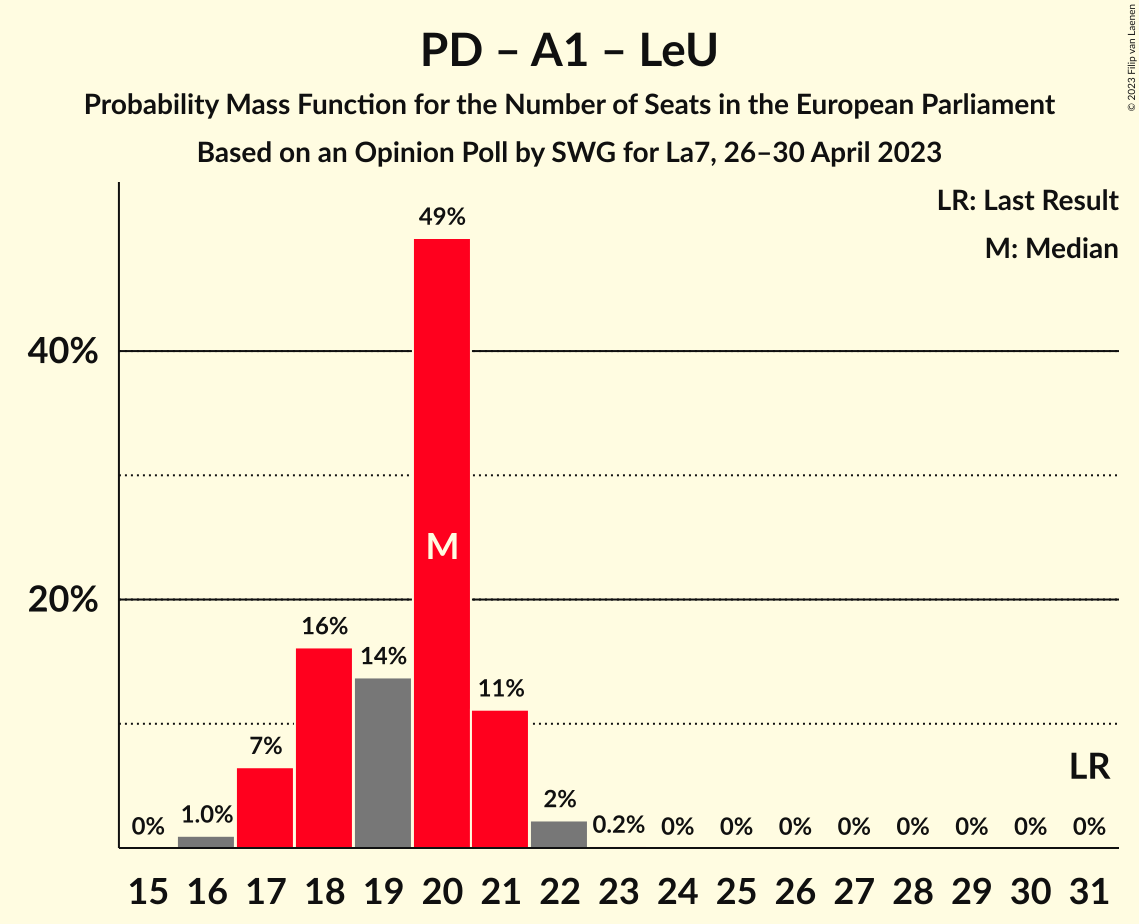 PD – A1 – LeU
Probability Mass Function for the Number of Seats in the European Parliament
Based on an Opinion Poll by SWG for La7, 26–30 April 2023
© 2023 Filip van Laenen
LR: Last Result
M: Median
49%
40%
M
20%
16%
14%
11%
7%
LR
0%
1.0%
2%
0.2%
0%
0%
0%
0%
0%
0%
0%
0%
15 16 17 18 19 20 21 22 23 24 25 26 27 28 29 30 31